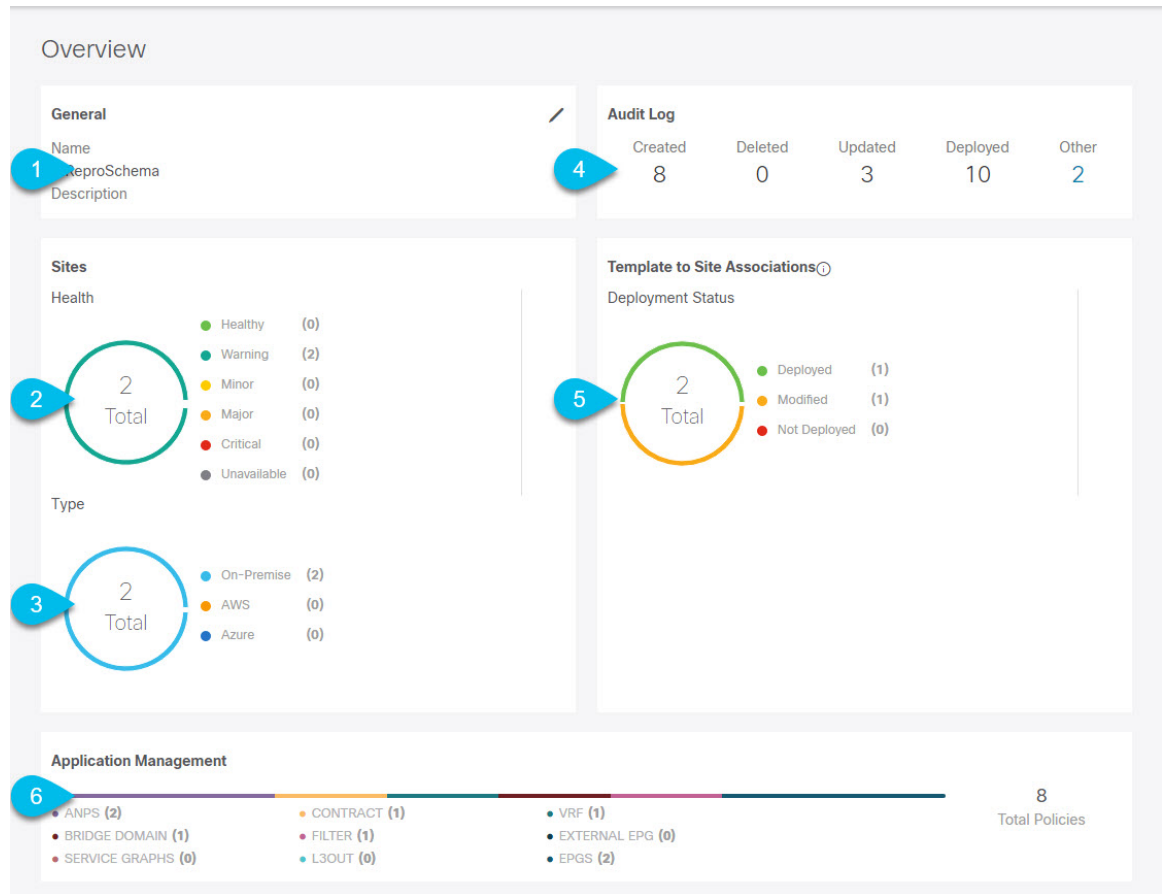 Overview
General
Name
ReproSchema
Description
1
Audit Log
Created Deleted Updated Deployed Other
8 0 3 10 2
4
Sites
Health
2
Total
Healthy (0)
Warning (2)
Minor (0)
Major (0)
Critical (0)
Unavailable (0)
2
Type
2
Total
On-Premise (2)
AWS (0)
Azure (0)
3
Template to Site Associations
Deployment Status
2
Total
Deployed (1)
Modified (1)
Not Deployed (0)
5
Application Management
6
ANPS (2) CONTRACT (1) VRF (1)
BRIDGE DOMAIN (1) FILTER (1) EXTERNAL EPG (0)
SERVICE GRAPHS (0) L3OUT (0) EPGS (2)
8
Total Policies